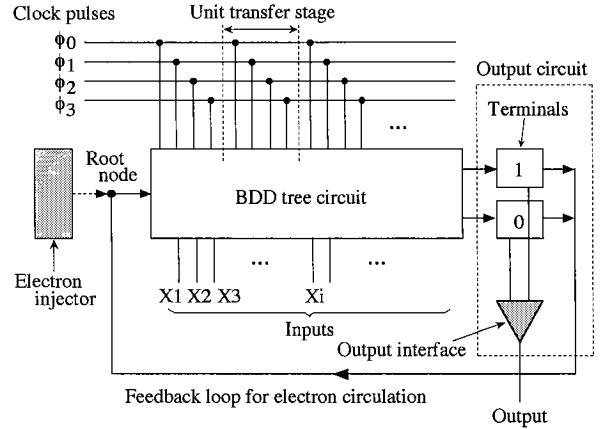 Clock pulses
Unit transfer stage
ϕ0
ϕ1
ϕ2
ϕ3
...
Output circuit
Terminals
Root
node
BDD tree circuit
1
0
Electron
injector
X1 X2 X3 ... Xi ...
Inputs
Output interface
Feedback loop for electron circulation
Output